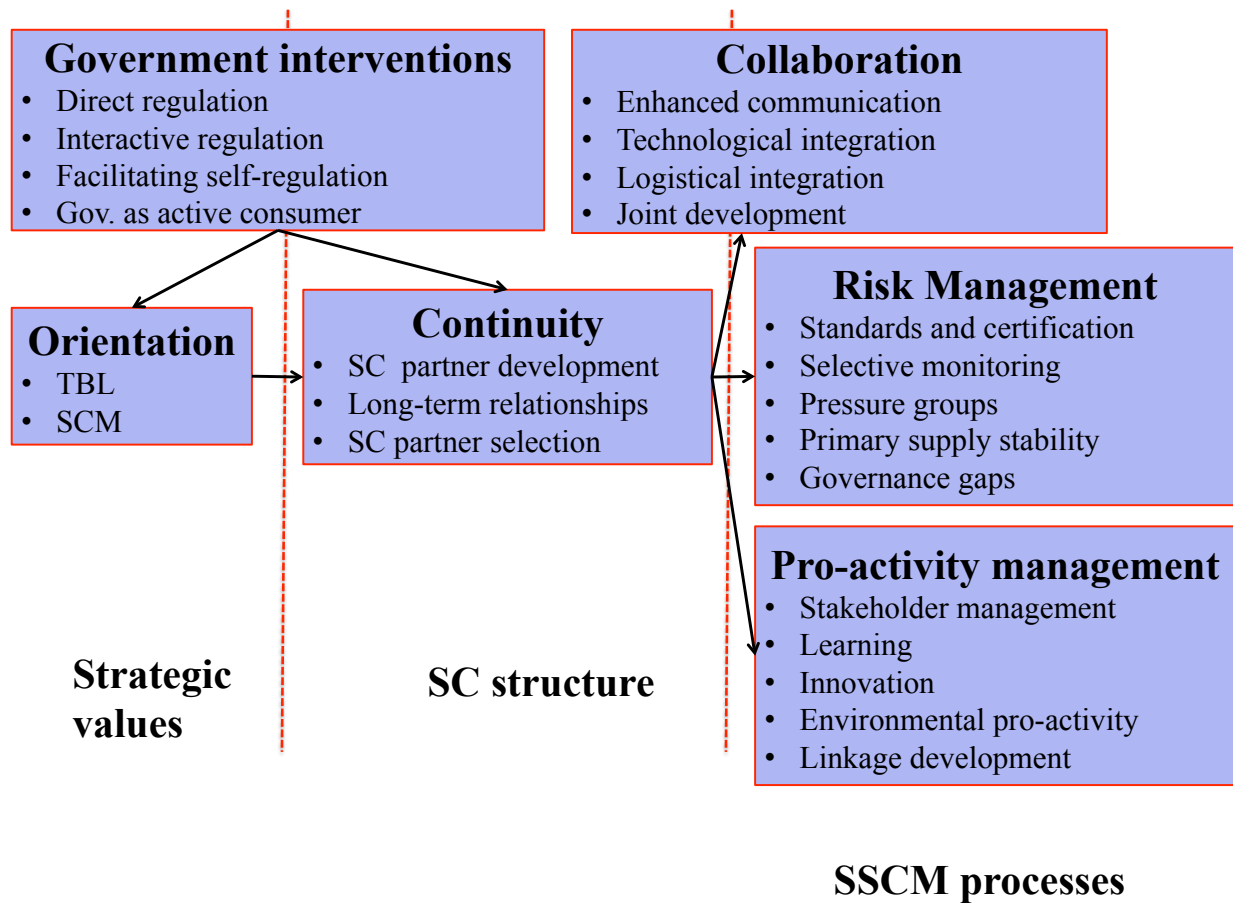 Government interventions
• Direct regulation
• Interactive regulation
• Facilitating self-regulation
• Gov. as active consumer
Collaboration
• Enhanced communication
• Technological integration
• Logistical integration
• Joint development
Orientation
• TBL
• SCM
Continuity
• SC partner development
• Long-term relationships
• SC partner selection
Risk Management
• Standards and certification
• Selective monitoring
• Pressure groups
• Primary supply stability
• Governance gaps
Pro-activity management
• Stakeholder management
• Learning
• Innovation
• Environmental pro-activity
• Linkage development
Strategic
values
SC structure
SSCM processes